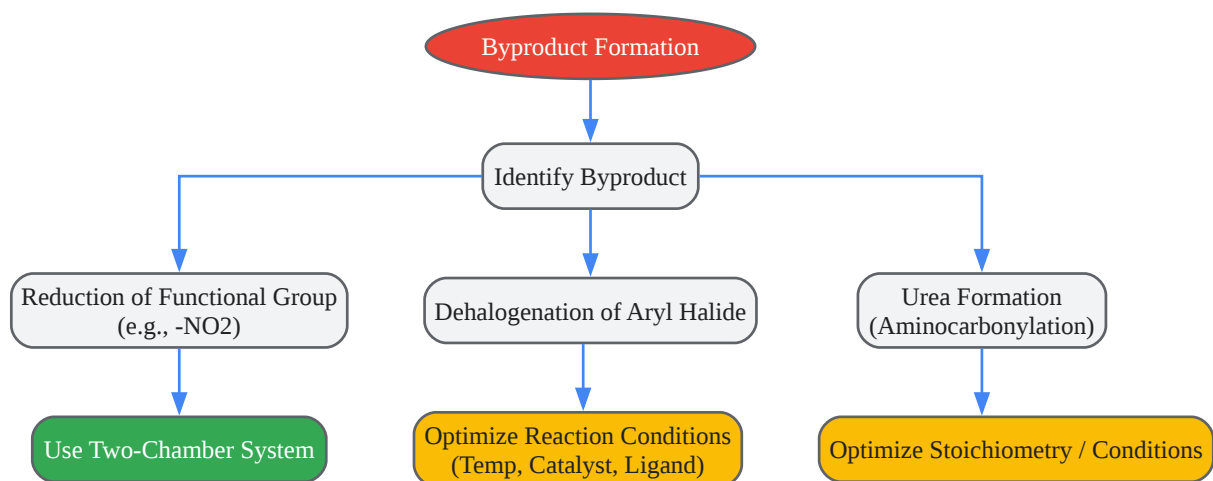 Byproduct Formation
Identify Byproduct
Reduction of Functional Group
(e.g., -NO2)
Dehalogenation of Aryl Halide
Urea Formation
(Aminocarbonylation)
Use Two-Chamber System
Optimize Reaction Conditions
(Temp, Catalyst, Ligand)
Optimize Stoichiometry / Conditions